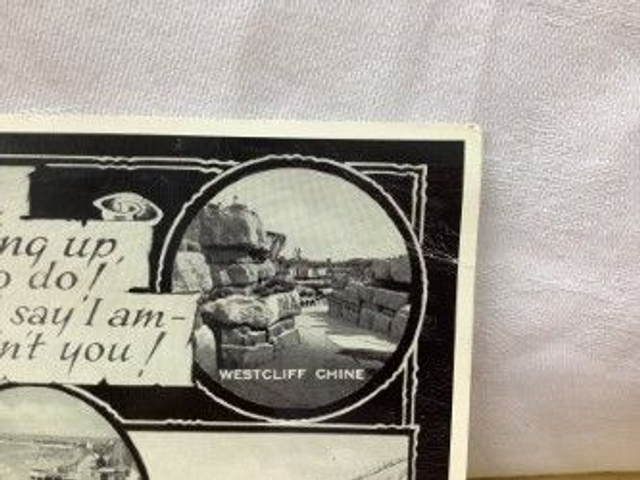 ng up,
o do!
say I am-
n't you!
WESTCLIFF CHINE